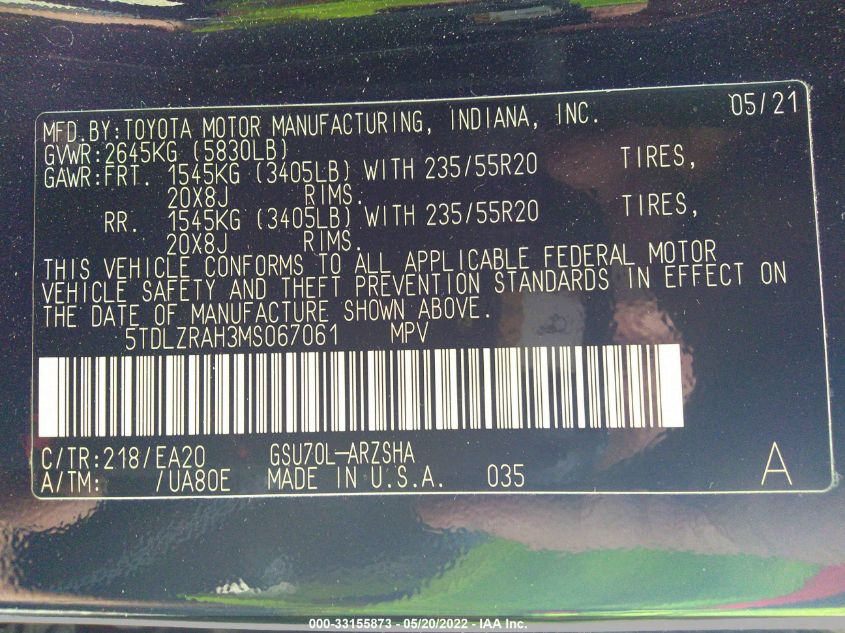 MFD.BY:TOYOTA MOTOR MANUFACTURING, INDIANA, INC. 05/21
GVWR:2645KG (5830LB)
GAWR:FRT. 1545KG (3405LB) WITH 235/55R20 TIRES,
20X8J RIMS.
RR. 1545KG (3405LB) WITH 235/55R20 TIRES,
20X8J RIMS.
THIS VEHICLE CONFORMS TO ALL APPLICABLE FEDERAL MOTOR
VEHICLE SAFETY AND THEFT PREVENTION STANDARDS IN EFFECT ON
THE DATE OF MANUFACTURE SHOWN ABOVE.
5TDLZRAH3MS067061 MPV
C/TR:218/EA20 GSU70L-ARZSHA
A/TM: /UA80E MADE IN U.S.A. 035 A
000-33155873 - 05/20/2022 - IAA Inc.